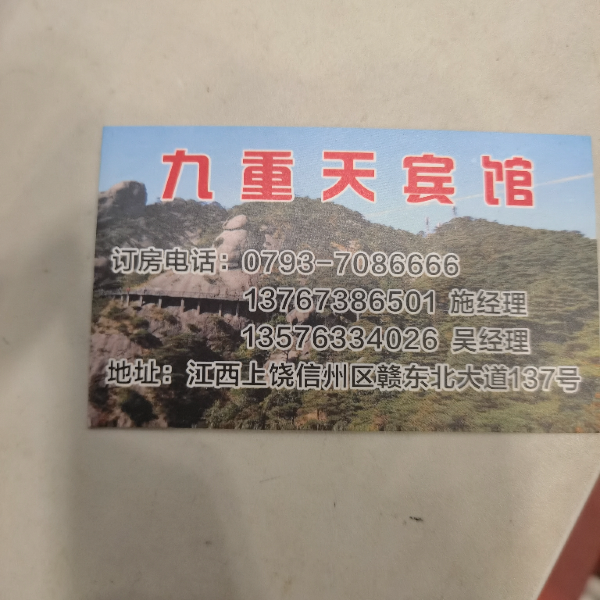 九重天宾馆
订房电话：0793-7086666
13767386501 施经理
13576334026 吴经理
地址：江西上饶信州区赣东北大道137号